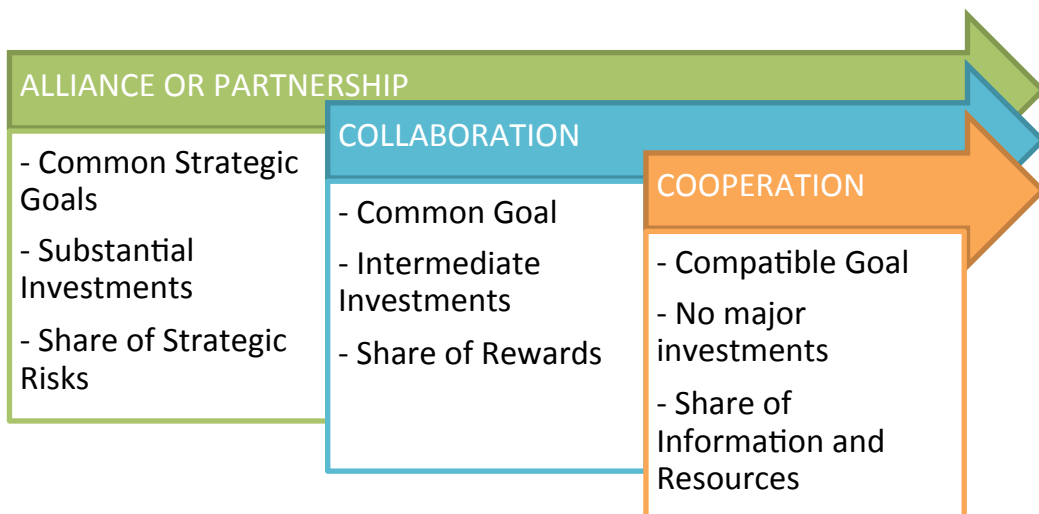 ALLIANCE OR PARTNERSHIP
- Common Strategic
Goals
- Substantial
Investments
- Share of Strategic
Risks
COLLABORATION
- Common Goal
- Intermediate
Investments
- Share of Rewards
COOPERATION
- Compatible Goal
- No major
investments
- Share of
Information and
Resources